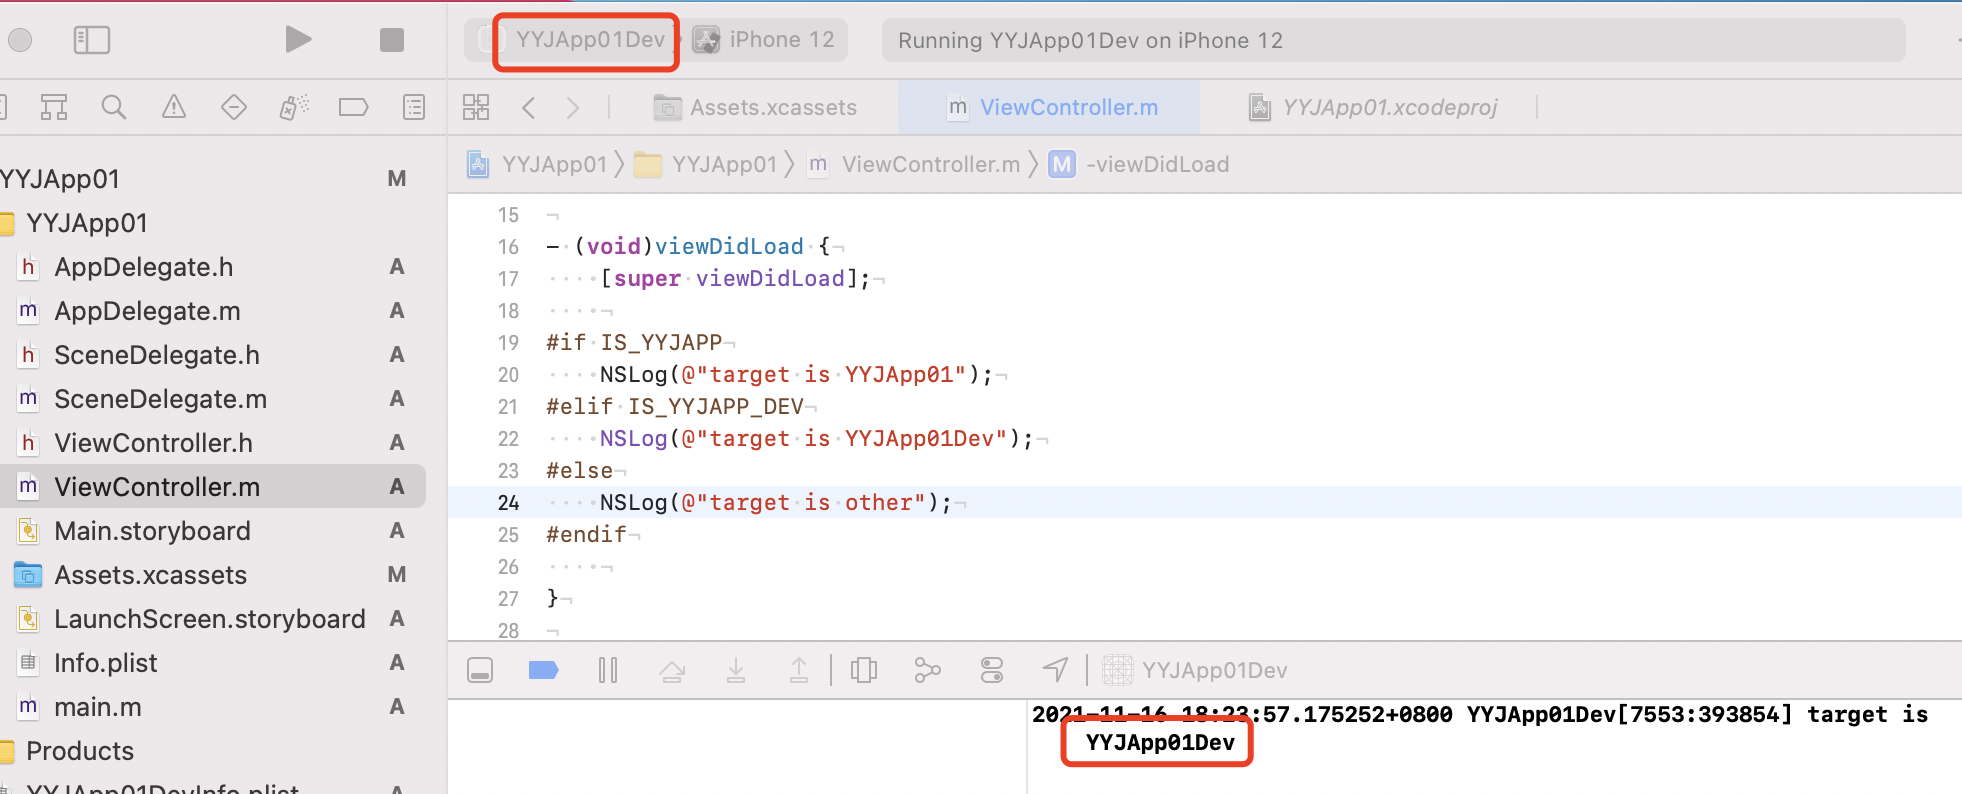 YYJApp01Dev
iPhone 12
Running YYJApp01Dev on iPhone 12
Assets.xcassets
m ViewController.m
YYJApp01.xcodeproj
YYJApp01 〉 YYJApp01 〉 m ViewController.m 〉 M -viewDidLoad
YYJApp01 M
YYJApp01
h AppDelegate.h A
m AppDelegate.m A
h SceneDelegate.h A
m SceneDelegate.m A
h ViewController.h A
m ViewController.m A
Main.storyboard A
Assets.xcassets M
LaunchScreen.storyboard A
Info.plist A
m main.m A
Products
YYJApp01DevInfo.plist A
15
16 - (void)viewDidLoad {
17 [super viewDidLoad];
18
19 #if IS_YYJAPP
20 NSLog(@"target is YYJApp01");
21 #elif IS_YYJAPP_DEV
22 NSLog(@"target is YYJApp01Dev");
23 #else
24 NSLog(@"target is other");
25 #endif
26
27 }
28
YYJApp01Dev
2021-11-16 18:23:57.175252+0800 YYJApp01Dev[7553:393854] target is
YYJApp01Dev